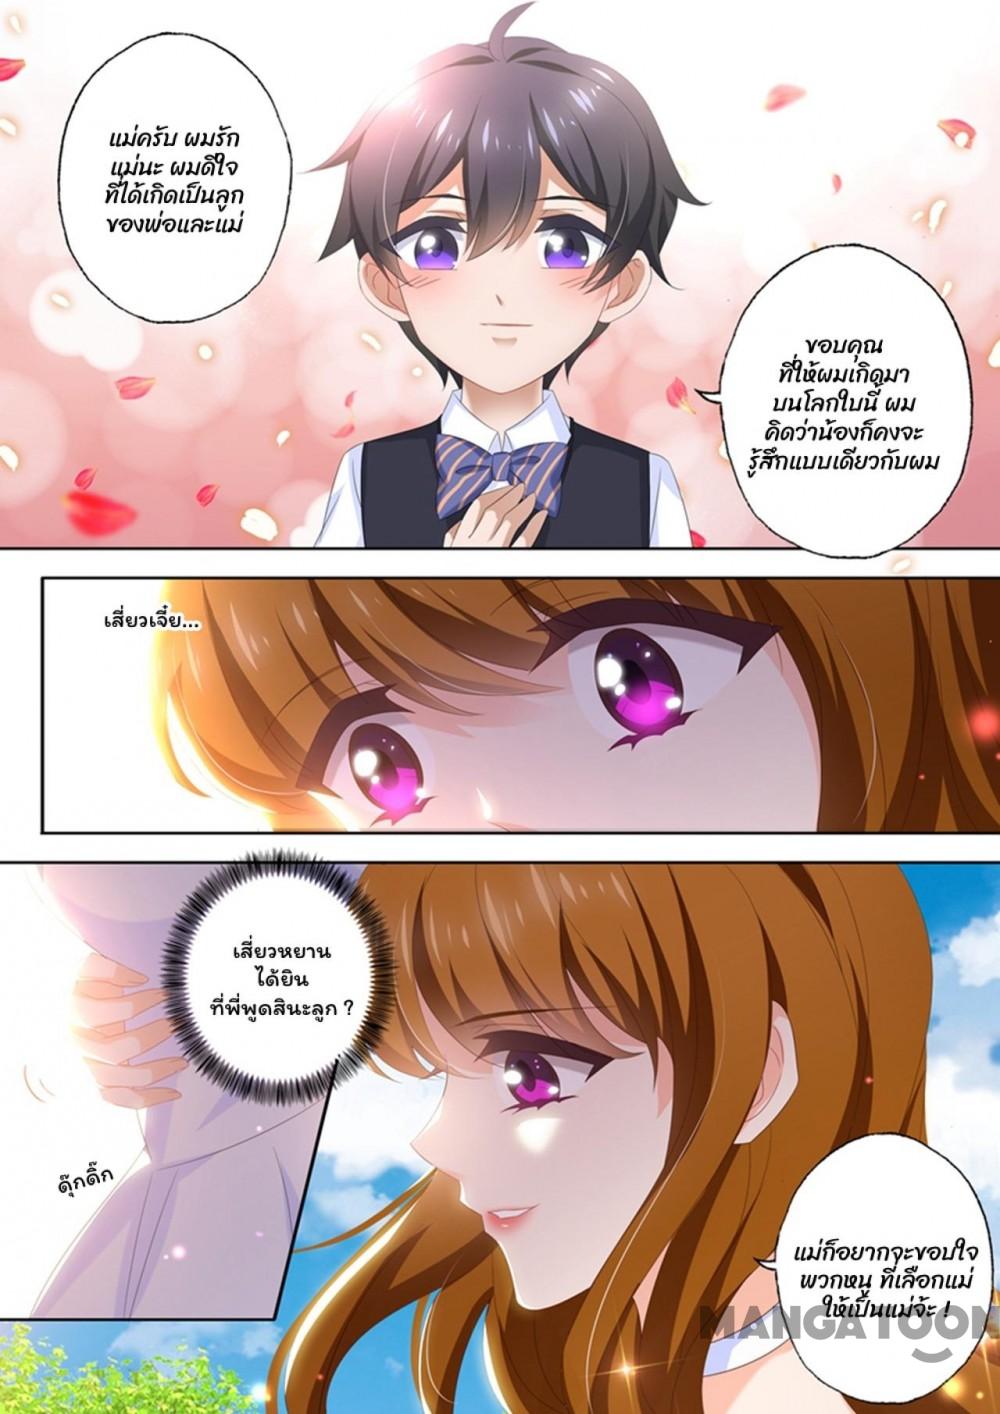 แม่ครับ ผมรัก
แม่นะ ผมดีใจ
ที่ได้เกิดเป็นลูก
ของพ่อและแม่
ขอบคุณ
ที่ให้ผมเกิดมา
บนโลกใบนี้ ผม
คิดว่าน้องก็คงจะ
รู้สึกแบบเดียวกับผม
เสี่ยวเจี๋ย...
เสี่ยวหยาน
ได้ยิน
ที่พี่พูดสินะลูก ?
ดุ๊กดิ๊ก
แม่ก็อยากจะขอบใจ
พวกหนู ที่เลือกแม่
ให้เป็นแม่จ้ะ !
MANGATOON